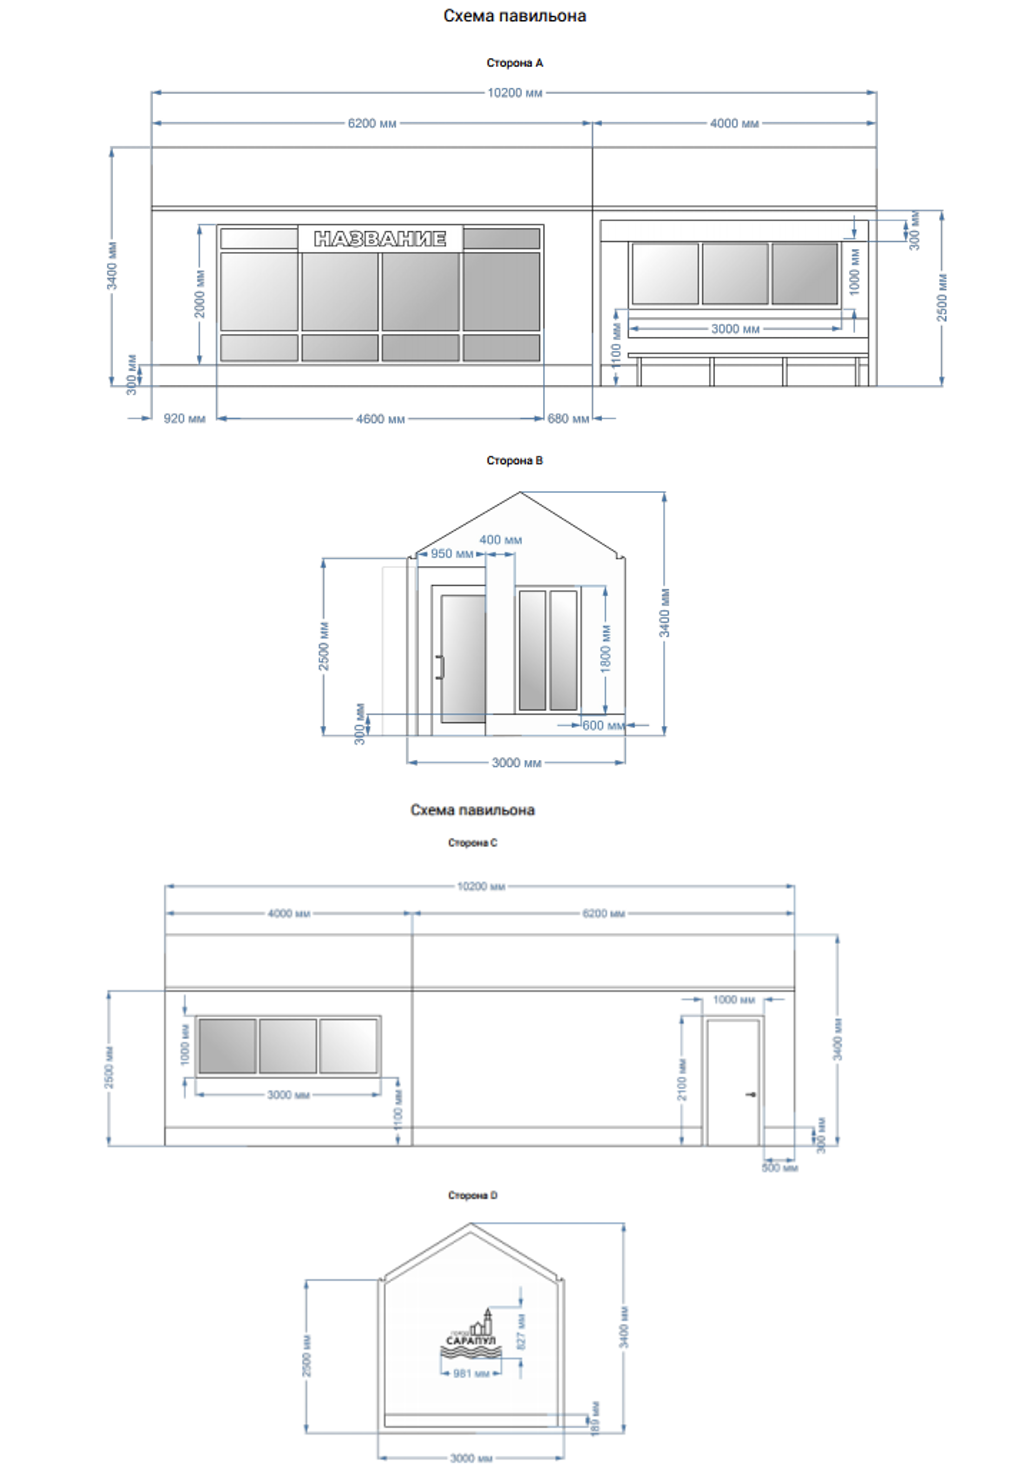 Схема павильона
Сторона А
10200 мм
6200 мм
4000 мм
НАЗВАНИЕ
3400 мм
2000 мм
300 мм
300 мм
1000 мм
2500 мм
3000 мм
1100 мм
920 мм
4600 мм
680 мм
Сторона В
400 мм
950 мм
2500 мм
3400 мм
1800 мм
300 мм
600 мм
3000 мм
Схема павильона
Сторона С
10200 мм
4000 мм
6200 мм
1000 мм
1000 мм
2500 мм
3400 мм
2100 мм
3000 мм
1100 мм
300 мм
500 мм
Сторона D
827 мм
3400 мм
ГОРОД
САРАПУЛ
2500 мм
981 мм
189 мм
3000 мм